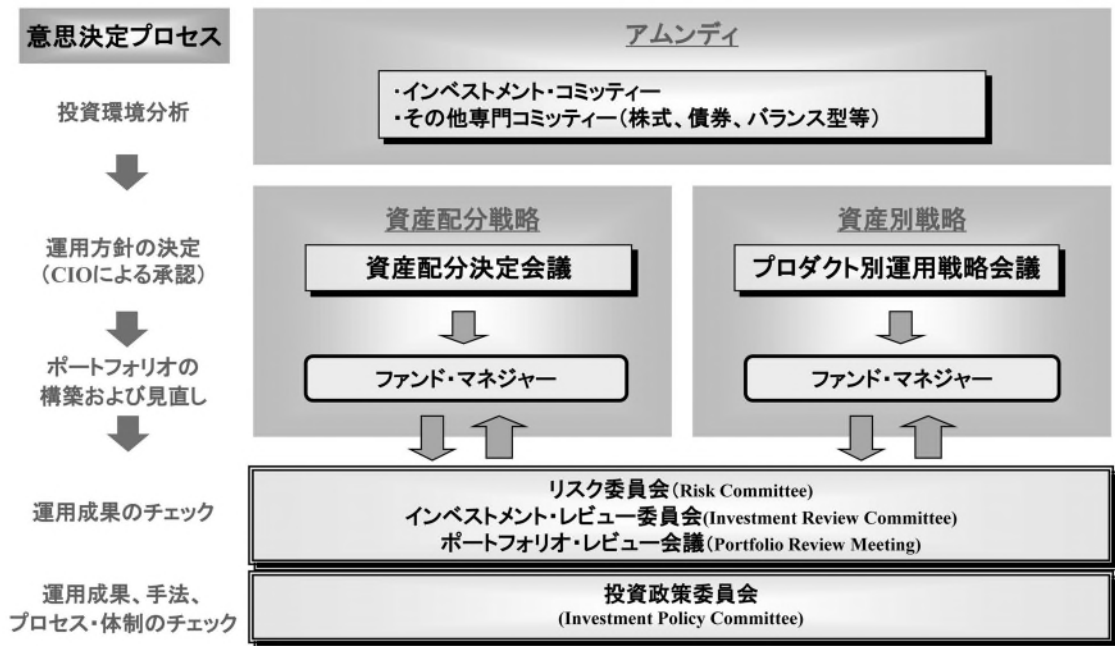 意思決定プロセス
アムンディ
・インベストメント・コミッティー
・その他専門コミッティー（株式、債券、バランス型等）
投資環境分析
資産配分戦略
資産別戦略
運用方針の決定
（CIOによる承認）
資産配分決定会議
プロダクト別運用戦略会議
ポートフォリオの
構築および見直し
ファンド・マネジャー
ファンド・マネジャー
運用成果のチェック
リスク委員会（Risk Committee）
インベストメント・レビュー委員会（Investment Review Committee）
ポートフォリオ・レビュー会議（Portfolio Review Meeting）
運用成果、手法、
プロセス・体制のチェック
投資政策委員会
(Investment Policy Committee)